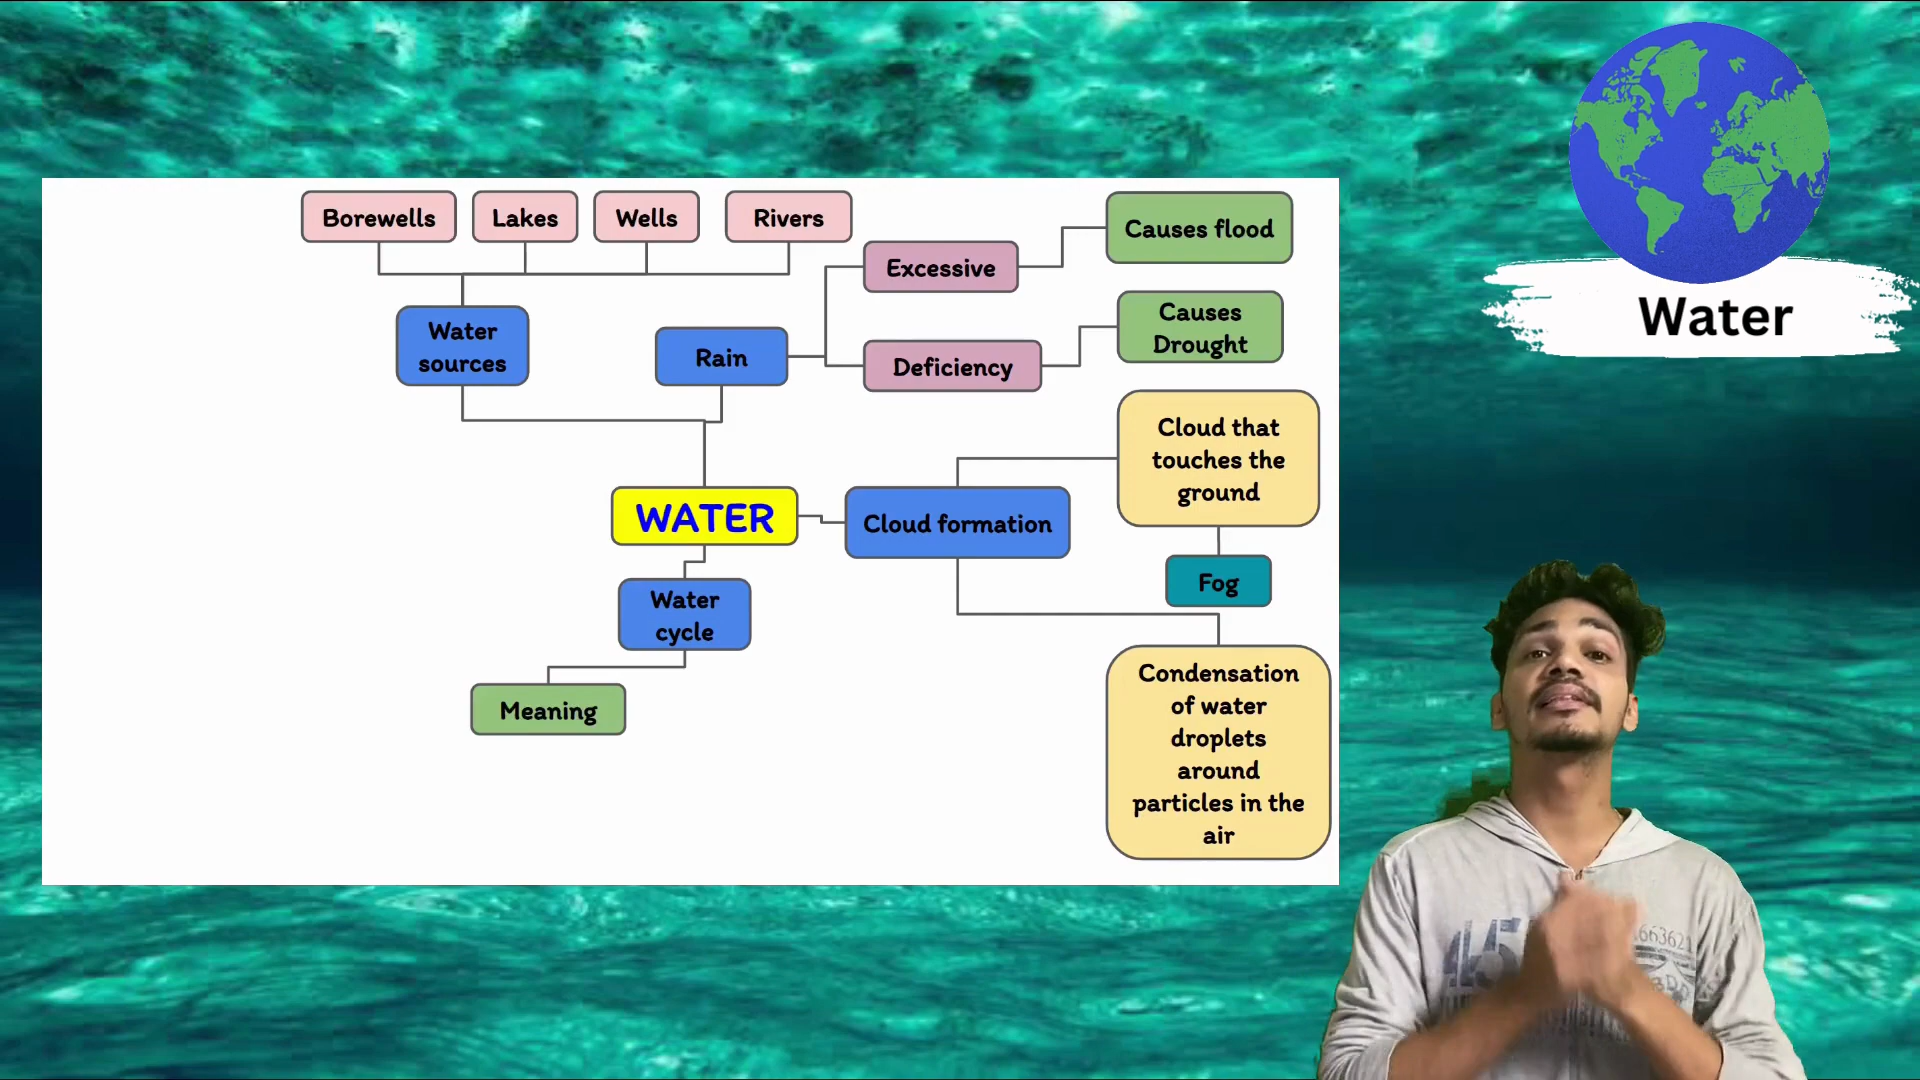 Borewells
Lakes
Wells
Rivers
Causes flood
Excessive
Water
sources
Rain
Causes
Drought
Deficiency
Cloud that
touches the
ground
WATER
Cloud formation
Fog
Water
cycle
Meaning
Condensation
of water
droplets
around
particles in the
air
Water